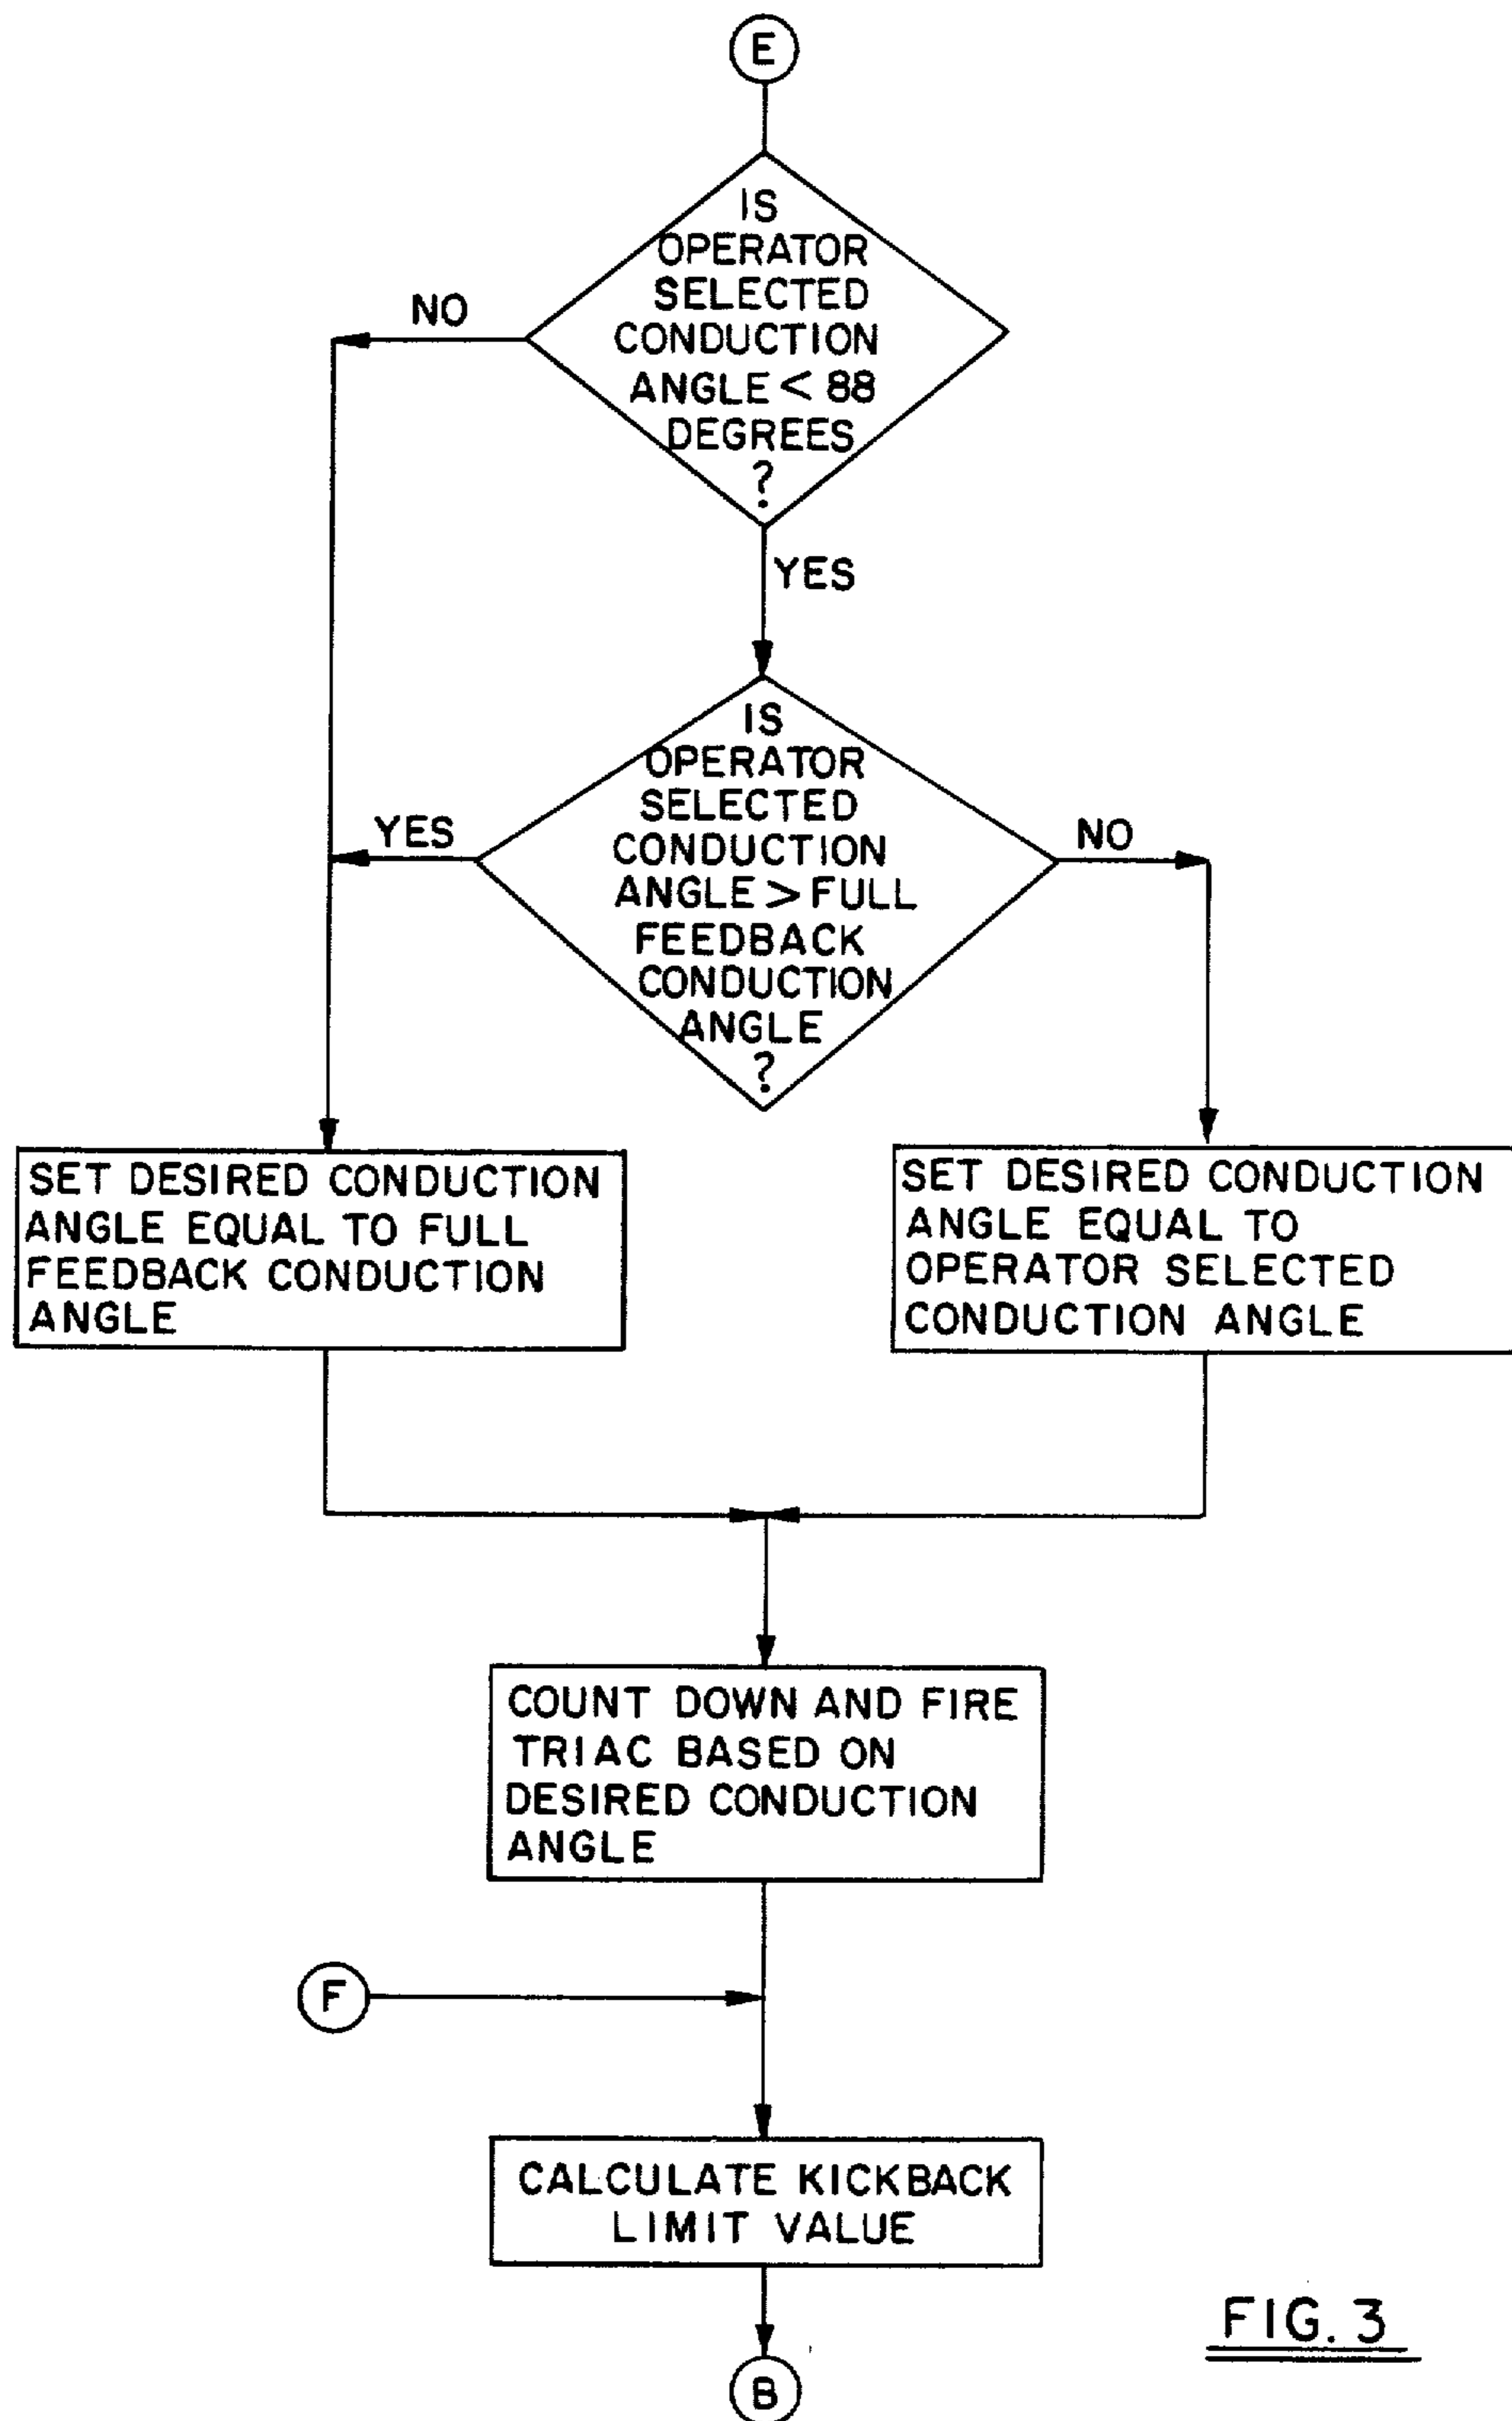 E
IS
OPERATOR
SELECTED
CONDUCTION
ANGLE < 88
DEGREES
?
NO
YES
IS
OPERATOR
SELECTED
CONDUCTION
ANGLE > FULL
FEEDBACK
CONDUCTION
ANGLE
?
YES
NO
SET DESIRED CONDUCTION
ANGLE EQUAL TO FULL
FEEDBACK CONDUCTION
ANGLE
SET DESIRED CONDUCTION
ANGLE EQUAL TO
OPERATOR SELECTED
CONDUCTION ANGLE
COUNT DOWN AND FIRE
TRIAC BASED ON
DESIRED CONDUCTION
ANGLE
F
CALCULATE KICKBACK
LIMIT VALUE
B
FIG. 3